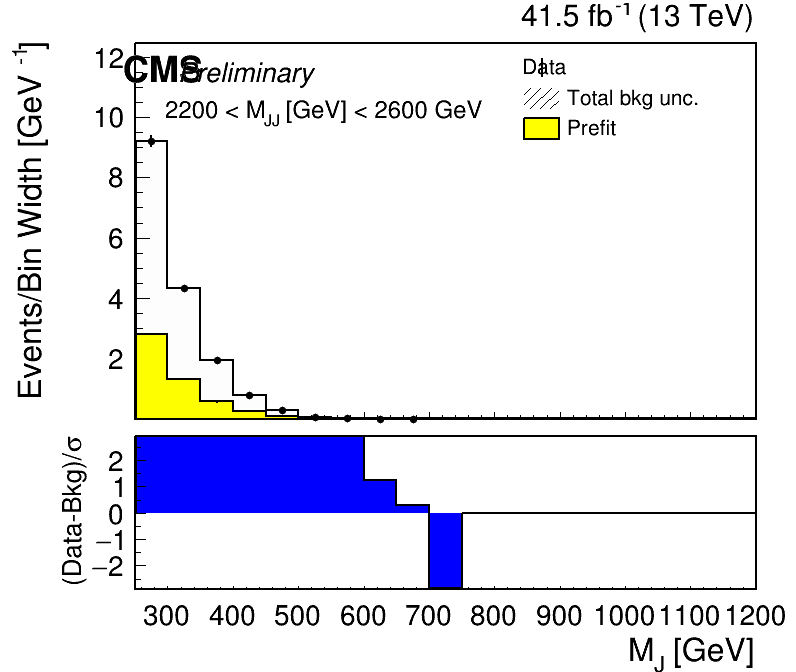 41.5 fb⁻¹ (13 TeV)
CMS Preliminary
2200 < M_JJ [GeV] < 2600 GeV
Data
Total bkg unc.
Prefit
Events/Bin Width [GeV⁻¹]
12
10
8
6
4
2
(Data-Bkg)/σ
2
1
0
−1
−2
300 400 500 600 700 800 900 1000 1100 1200
M_J [GeV]